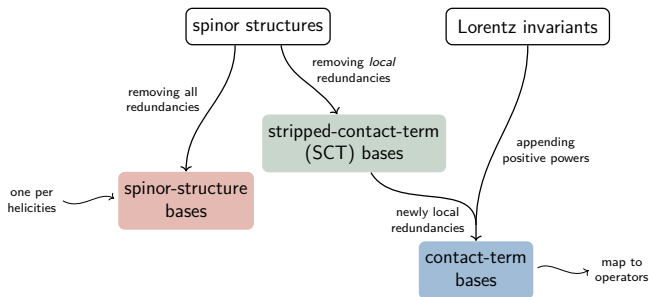 spinor structures
Lorentz invariants
removing local
redundancies
removing all
redundancies
stripped-contact-term
(SCT) bases
appending
positive powers
one per
helicities
spinor-structure
bases
newly local
redundancies
contact-term
bases
map to
operators